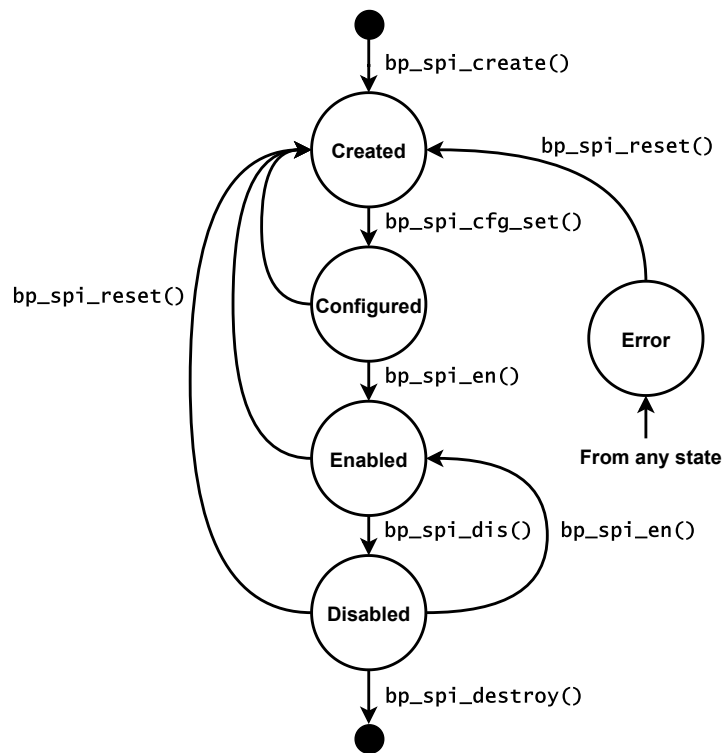 bp_spi_create()
bp_spi_reset()
Created
bp_spi_cfg_set()
bp_spi_reset()
Configured
Error
bp_spi_en()
From any state
Enabled
bp_spi_dis()
bp_spi_en()
Disabled
bp_spi_destroy()